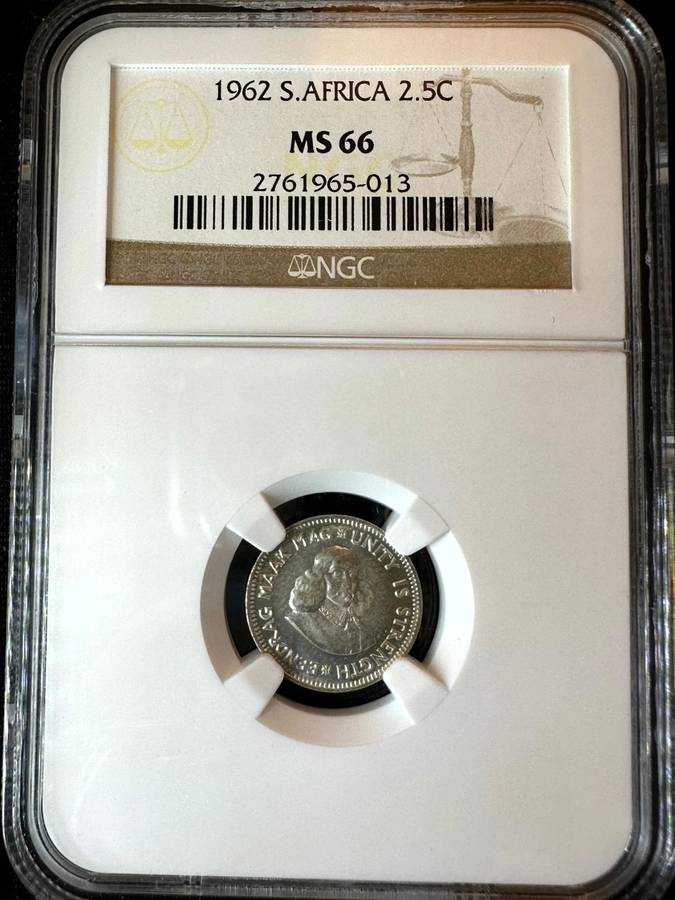 1962 S.AFRICA 2.5C
MS 66
2761965-013
NGC
EENDRAG MAAK MAG ✻ UNITY IS STRENGTH ✻